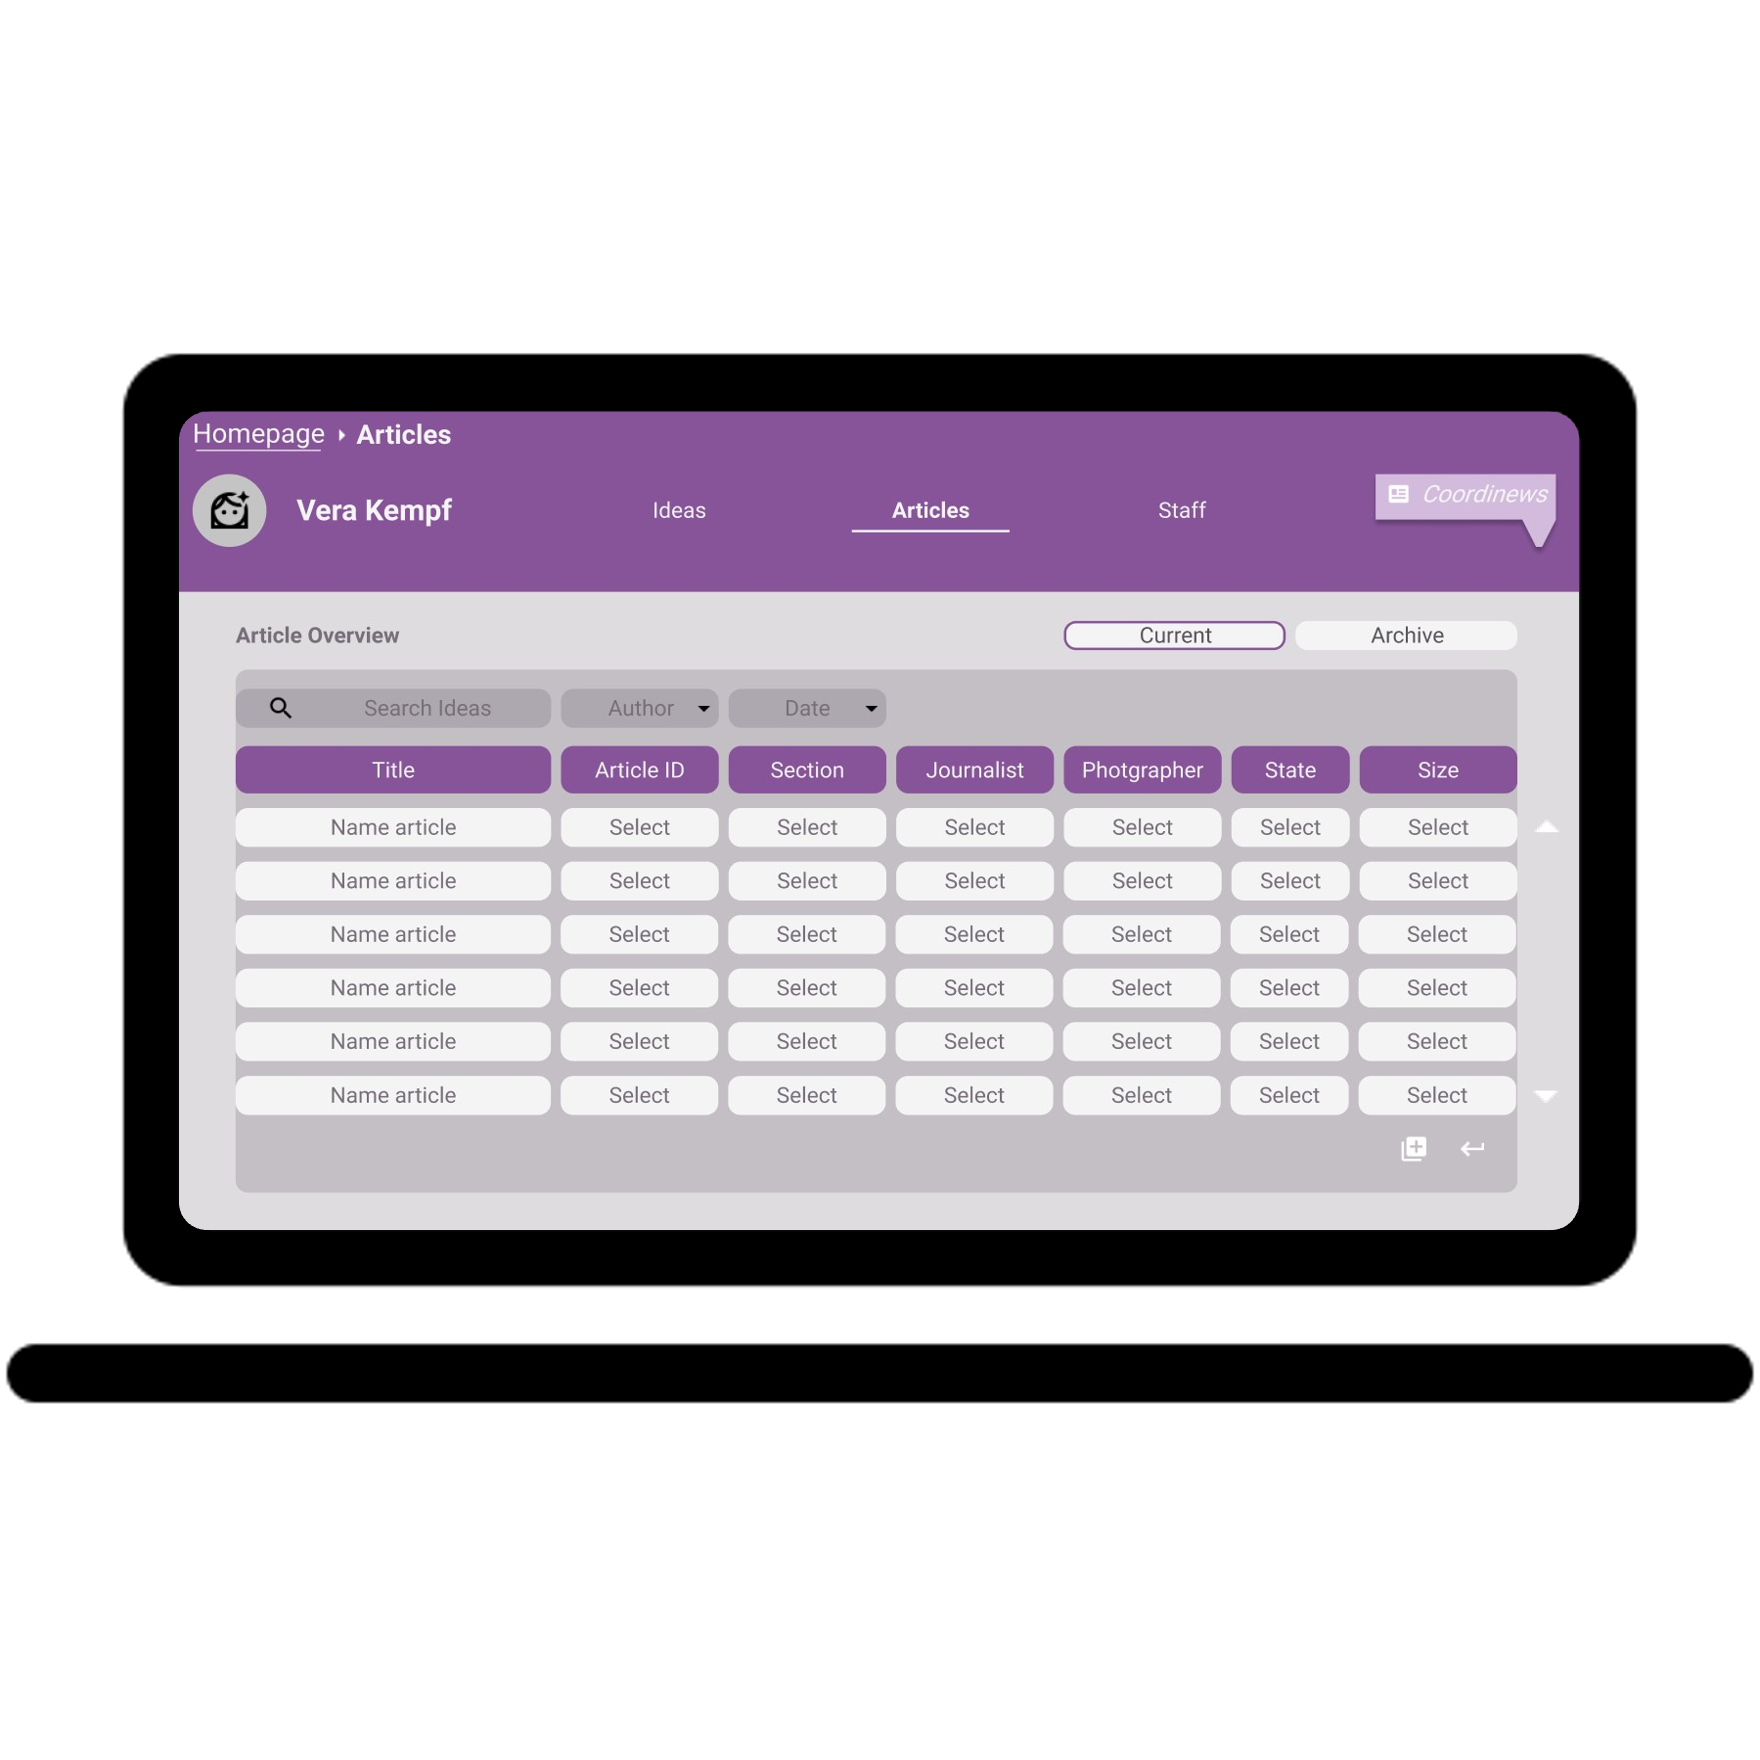 Homepage Articles
Vera Kempf Ideas Articles Staff Coordinews
Article Overview Current Archive
Search Ideas Author Date
Title Article ID Section Journalist Photgrapher State Size
Name article Select Select Select Select Select Select
Name article Select Select Select Select Select Select
Name article Select Select Select Select Select Select
Name article Select Select Select Select Select Select
Name article Select Select Select Select Select Select
Name article Select Select Select Select Select Select